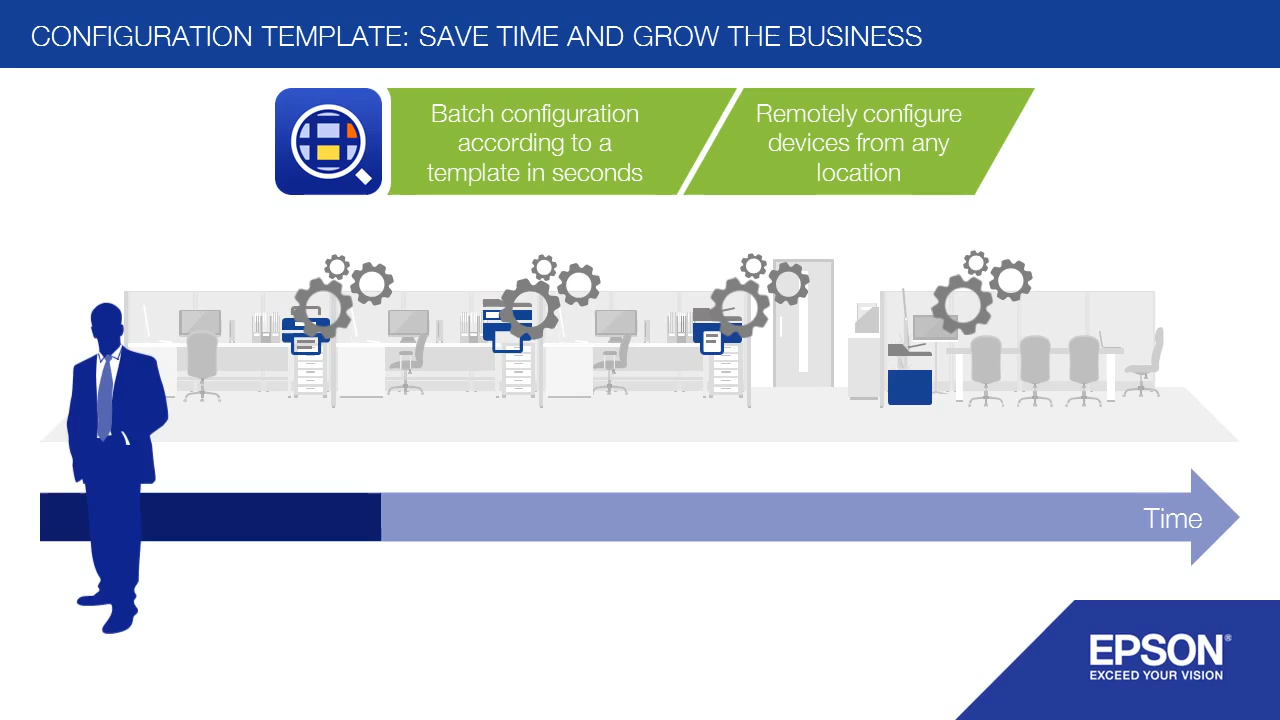 CONFIGURATION TEMPLATE: SAVE TIME AND GROW THE BUSINESS
Batch configuration
according to a
template in seconds
Remotely configure
devices from any
location
Time
EPSON®
EXCEED YOUR VISION